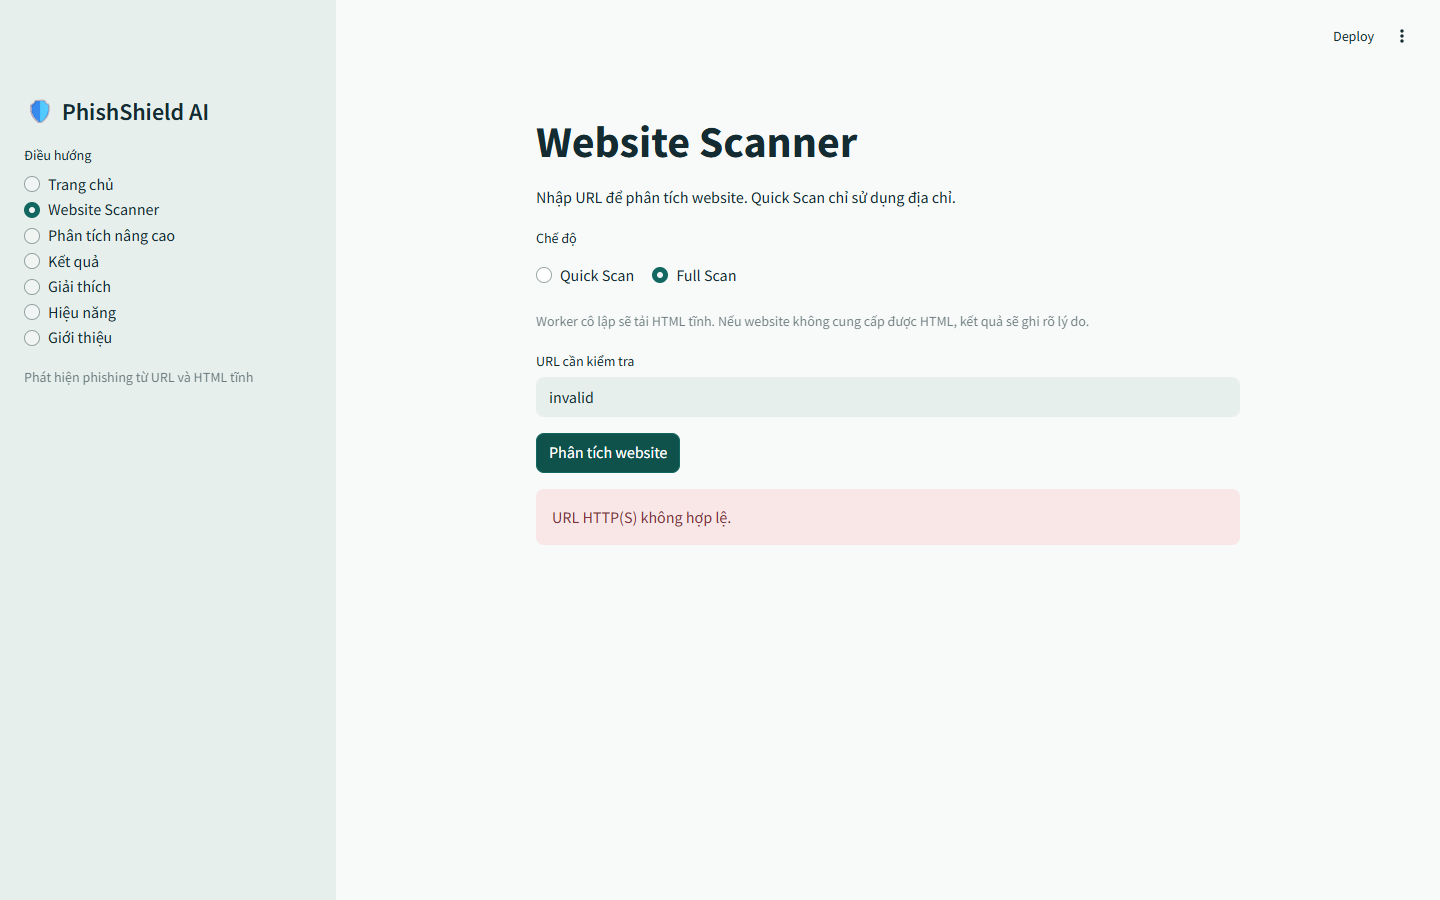 Deploy
PhishShield AI
Điều hướng
Trang chủ
Website Scanner
Phân tích nâng cao
Kết quả
Giải thích
Hiệu năng
Giới thiệu
Phát hiện phishing từ URL và HTML tĩnh
Website Scanner
Nhập URL để phân tích website. Quick Scan chỉ sử dụng địa chỉ.
Chế độ
Quick Scan Full Scan
Worker cô lập sẽ tải HTML tĩnh. Nếu website không cung cấp được HTML, kết quả sẽ ghi rõ lý do.
URL cần kiểm tra
invalid
Phân tích website
URL HTTP(S) không hợp lệ.